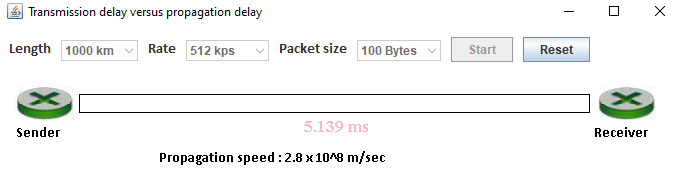 Transmission delay versus propagation delay
Length 1000 km Rate 512 kps Packet size 100 Bytes Start Reset
Sender
5.139 ms
Receiver
Propagation speed : 2.8 x 10^8 m/sec